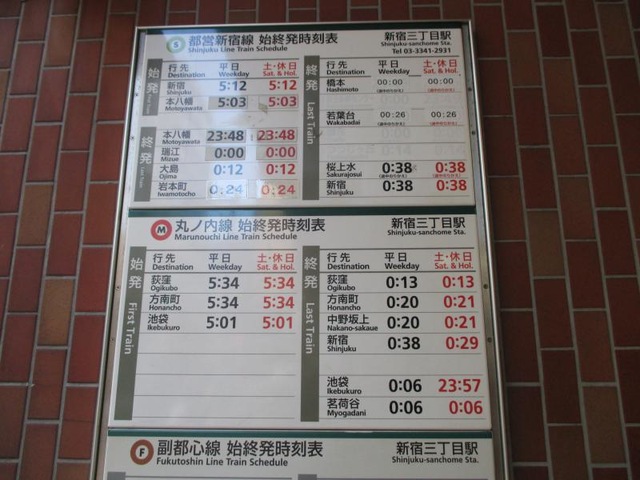 S 都営新宿線 始終発時刻表 新宿三丁目駅
Shinjuku Line Train Schedule Shinjuku-sanchome Sta.
Tel 03-3341-2931
始発
行先 平日 土・休日
Destination Weekday Sat. & Hol.
新宿 5:12 5:12
Shinjuku
本八幡 5:03 5:03
Motoyawata
終発 Last Train
本八幡 23:48 23:48
Motoyawata
瑞江 0:00 0:00
Mizue
大島 0:12 0:12
Ojima
岩本町 0:24 0:24
Iwamotocho
終発 Last Train
行先 平日 土・休日
Destination Weekday Sat. & Hol.
橋本 00:00 00:00
Hashimoto
若葉台 00:26 00:26
Wakabadai
桜上水 0:38 0:38
Sakurajosui
新宿 0:38 0:38
Shinjuku
M 丸ノ内線 始終発時刻表 新宿三丁目駅
Marunouchi Line Train Schedule Shinjuku-sanchome Sta.
始発 First Train
行先 平日 土・休日
Destination Weekday Sat. & Hol.
荻窪 5:34 5:34
Ogikubo
方南町 5:34 5:34
Honancho
池袋 5:01 5:01
Ikebukuro
終発 Last Train
行先 平日 土・休日
Destination Weekday Sat. & Hol.
荻窪 0:13 0:13
Ogikubo
方南町 0:20 0:21
Honancho
中野坂上 0:20 0:21
Nakano-sakaue
新宿 0:38 0:29
Shinjuku
池袋 0:06 23:57
Ikebukuro
茗荷谷 0:06 0:06
Myogadani
F 副都心線 始終発時刻表 新宿三丁目駅
Fukutoshin Line Train Schedule Shinjuku-sanchome Sta.